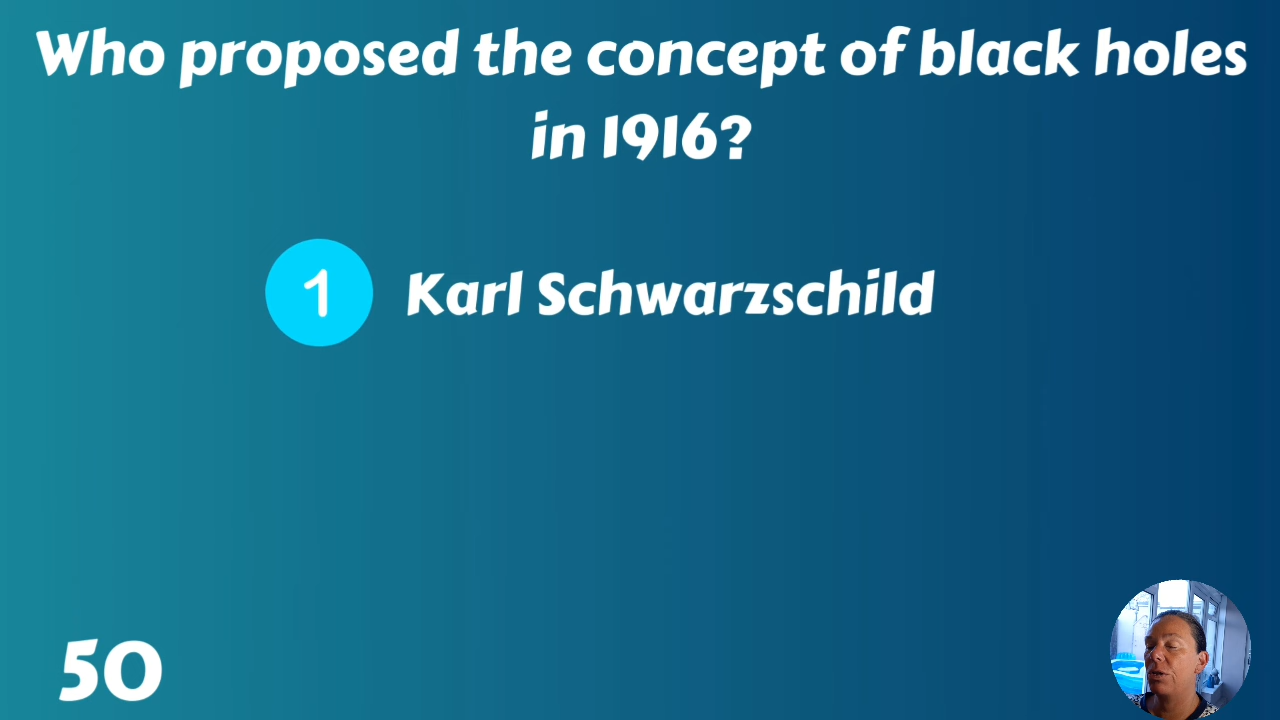 Who proposed the concept of black holes
in 1916?
1 Karl Schwarzschild
50